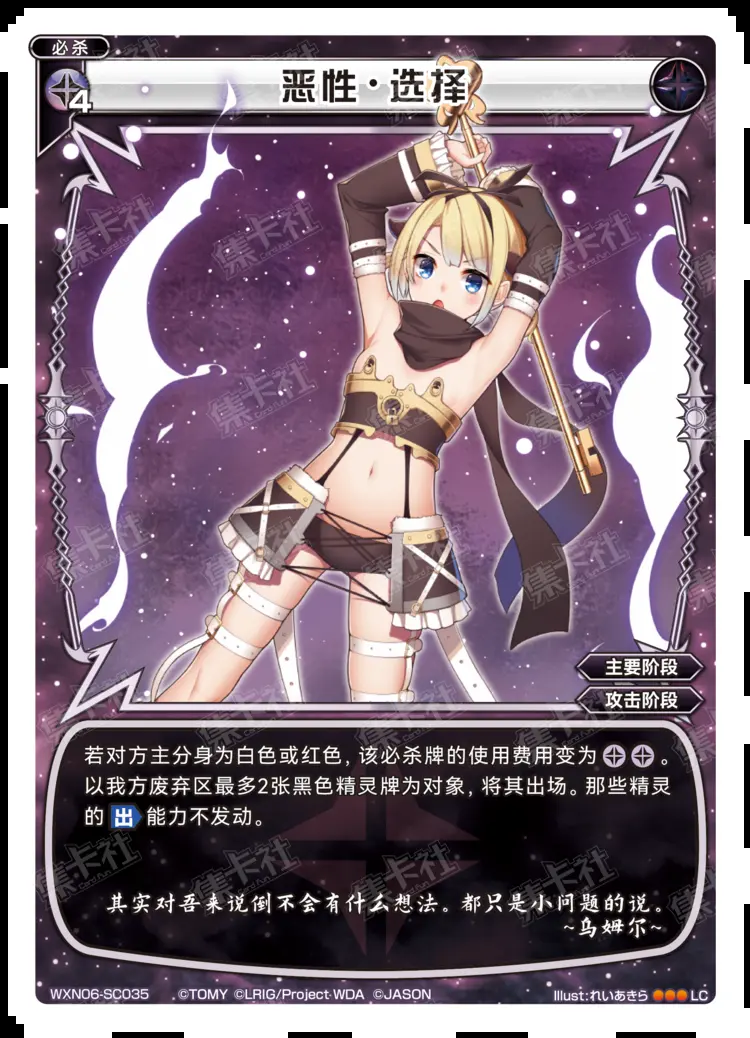 必杀
4
恶性·选择
主要阶段
攻击阶段
若对方主分身为白色或红色，该必杀牌的使用费用变为 。
以我方废弃区最多2张黑色精灵牌为对象，将其出场。那些精灵
的 出 能力不发动。
其实对吾来说倒不会有什么想法。都只是小问题的说。
~乌姆尔~
WXN06-SC035 ©TOMY ©LRIG/Project WDA ©JASON Illust:れいあきら LC
集卡社